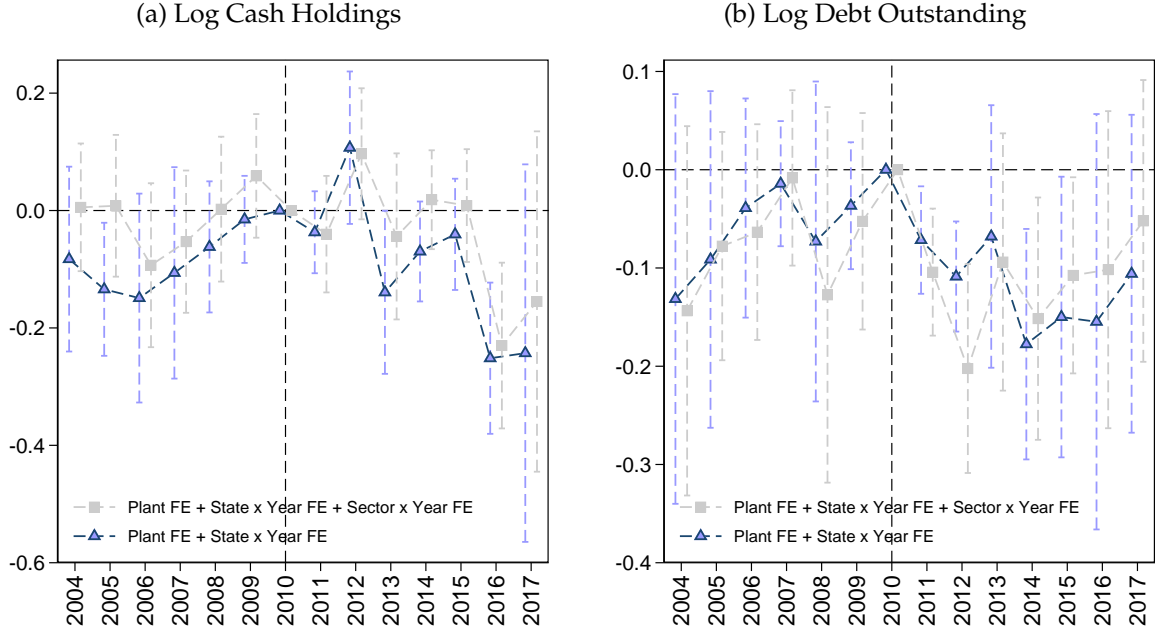 (a) Log Cash Holdings
0.2
0.0
-0.2
-0.4
-0.6
Plant FE + State x Year FE + Sector x Year FE
Plant FE + State x Year FE
2004 2005 2006 2007 2008 2009 2010 2011 2012 2013 2014 2015 2016 2017
(b) Log Debt Outstanding
0.1
0.0
-0.1
-0.2
-0.3
-0.4
Plant FE + State x Year FE + Sector x Year FE
Plant FE + State x Year FE
2004 2005 2006 2007 2008 2009 2010 2011 2012 2013 2014 2015 2016 2017